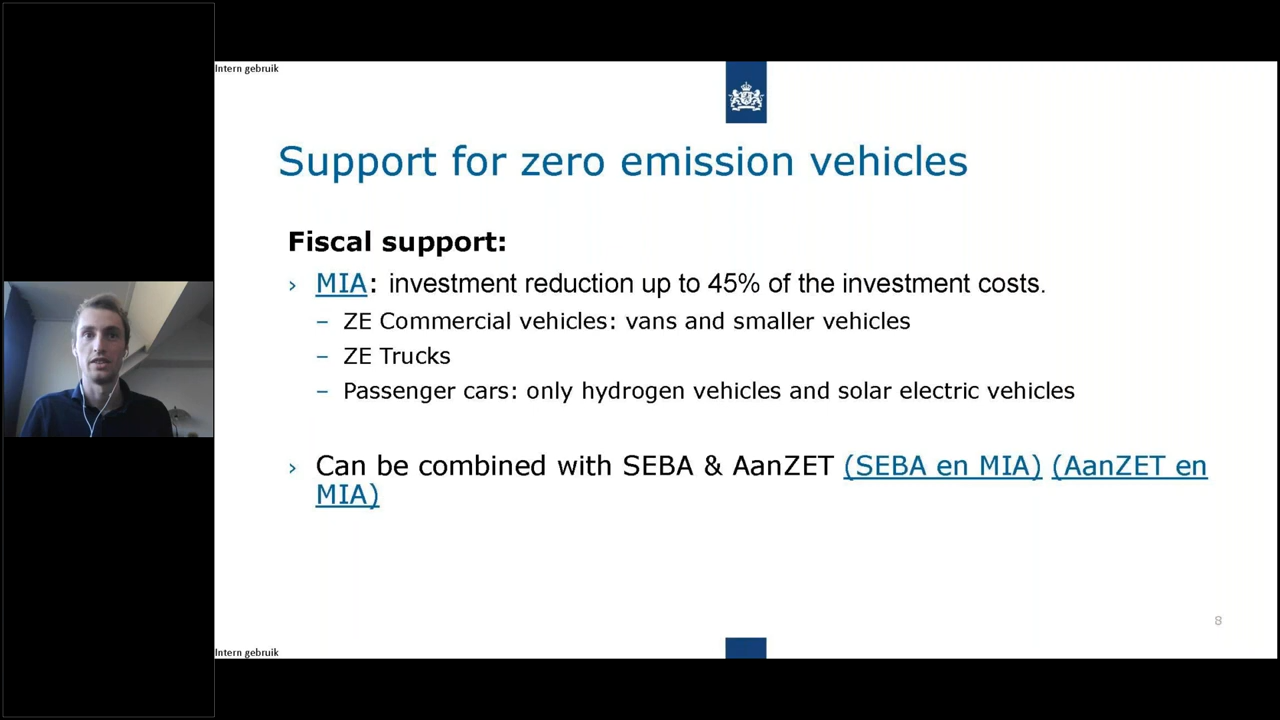 Intern gebruik
Support for zero emission vehicles
Fiscal support:
› MIA: investment reduction up to 45% of the investment costs.
– ZE Commercial vehicles: vans and smaller vehicles
– ZE Trucks
– Passenger cars: only hydrogen vehicles and solar electric vehicles
› Can be combined with SEBA & AanZET (SEBA en MIA) (AanZET en
MIA)
8
Intern gebruik